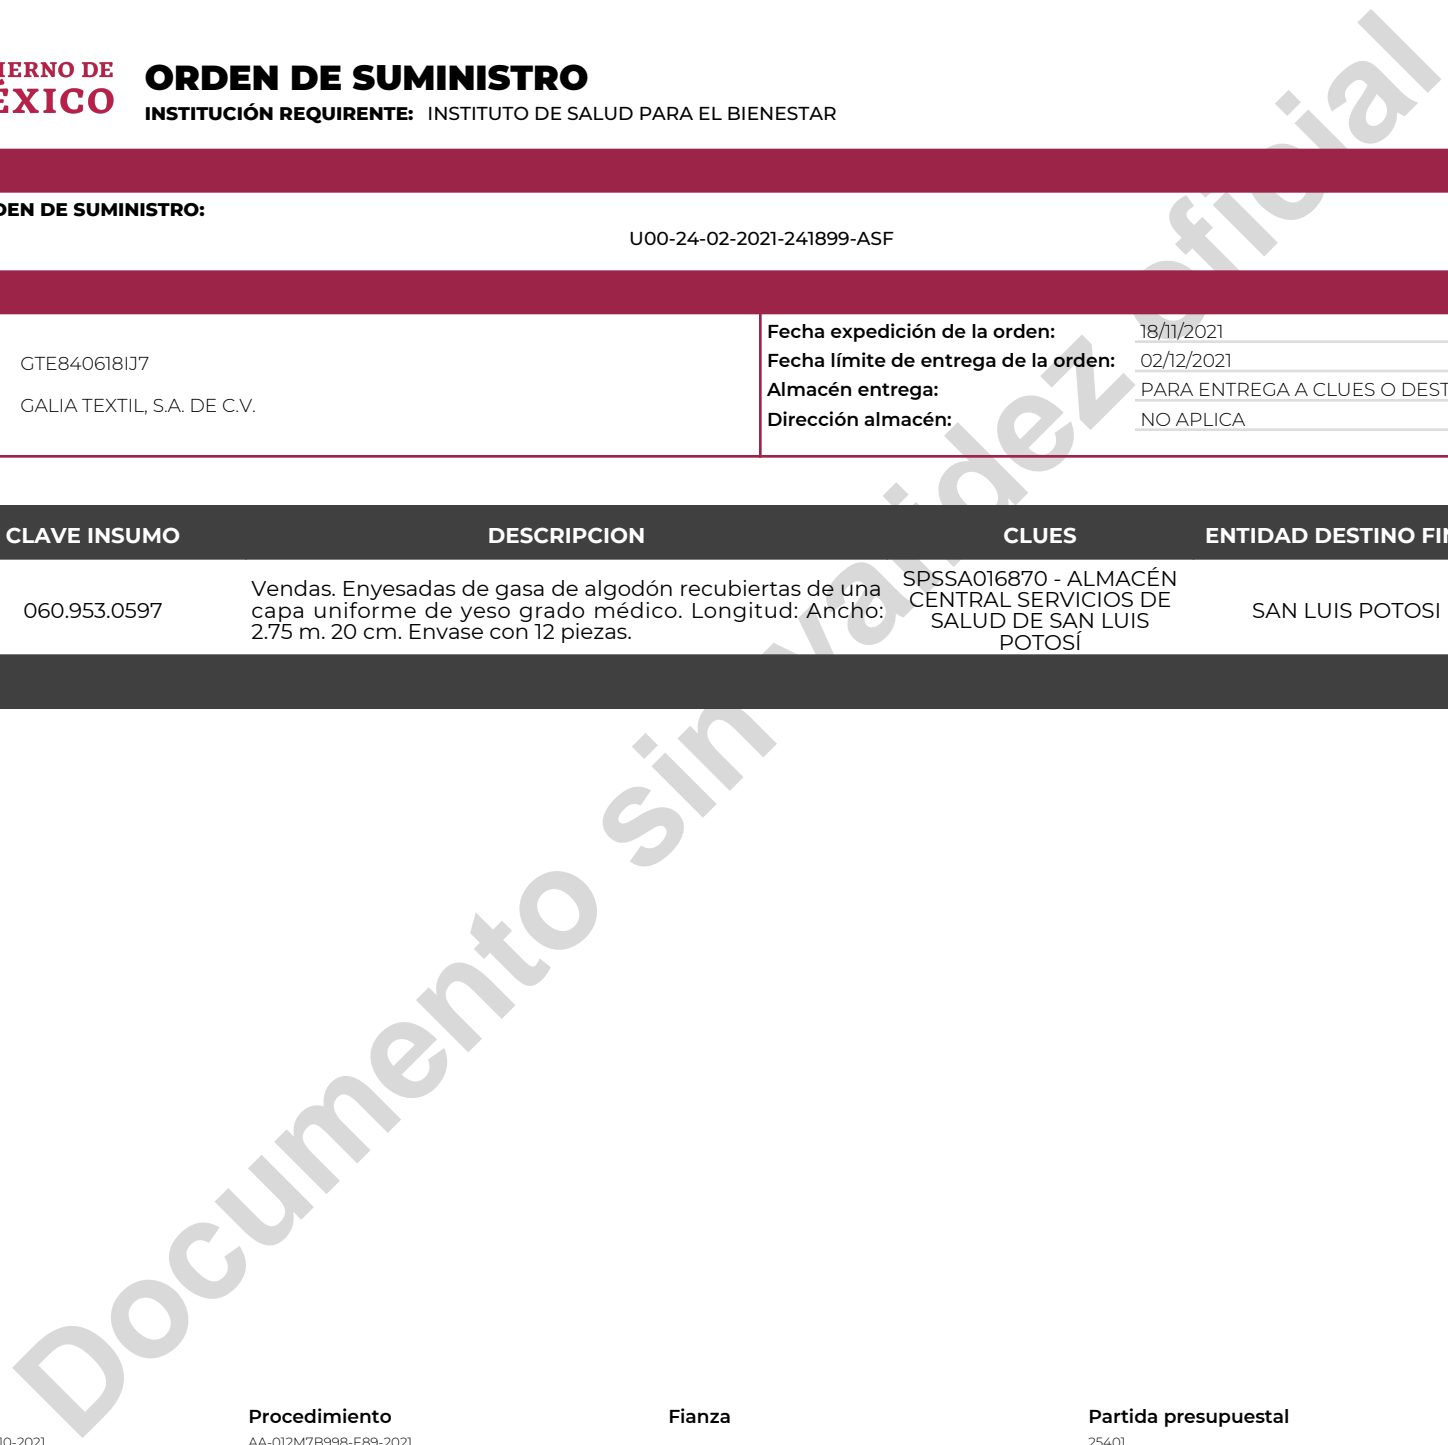 IERNO DE
ÉXICO
ORDEN DE SUMINISTRO
INSTITUCIÓN REQUIRENTE: INSTITUTO DE SALUD PARA EL BIENESTAR
DEN DE SUMINISTRO:
U00-24-02-2021-241899-ASF
GTE840618IJ7
GALIA TEXTIL, S.A. DE C.V.
Fecha expedición de la orden: 18/11/2021
Fecha límite de entrega de la orden: 02/12/2021
Almacén entrega: PARA ENTREGA A CLUES O DEST
Dirección almacén: NO APLICA
CLAVE INSUMO DESCRIPCION CLUES ENTIDAD DESTINO FIN
060.953.0597
Vendas. Enyesadas de gasa de algodón recubiertas de una
capa uniforme de yeso grado médico. Longitud: Ancho:
2.75 m. 20 cm. Envase con 12 piezas.
SPSSA016870 - ALMACÉN
CENTRAL SERVICIOS DE
SALUD DE SAN LUIS
POTOSÍ
SAN LUIS POTOSI
Documento sin validez oficial
Procedimiento Fianza Partida presupuestal
10-2021 AA-012M7B998-E89-2021 25401